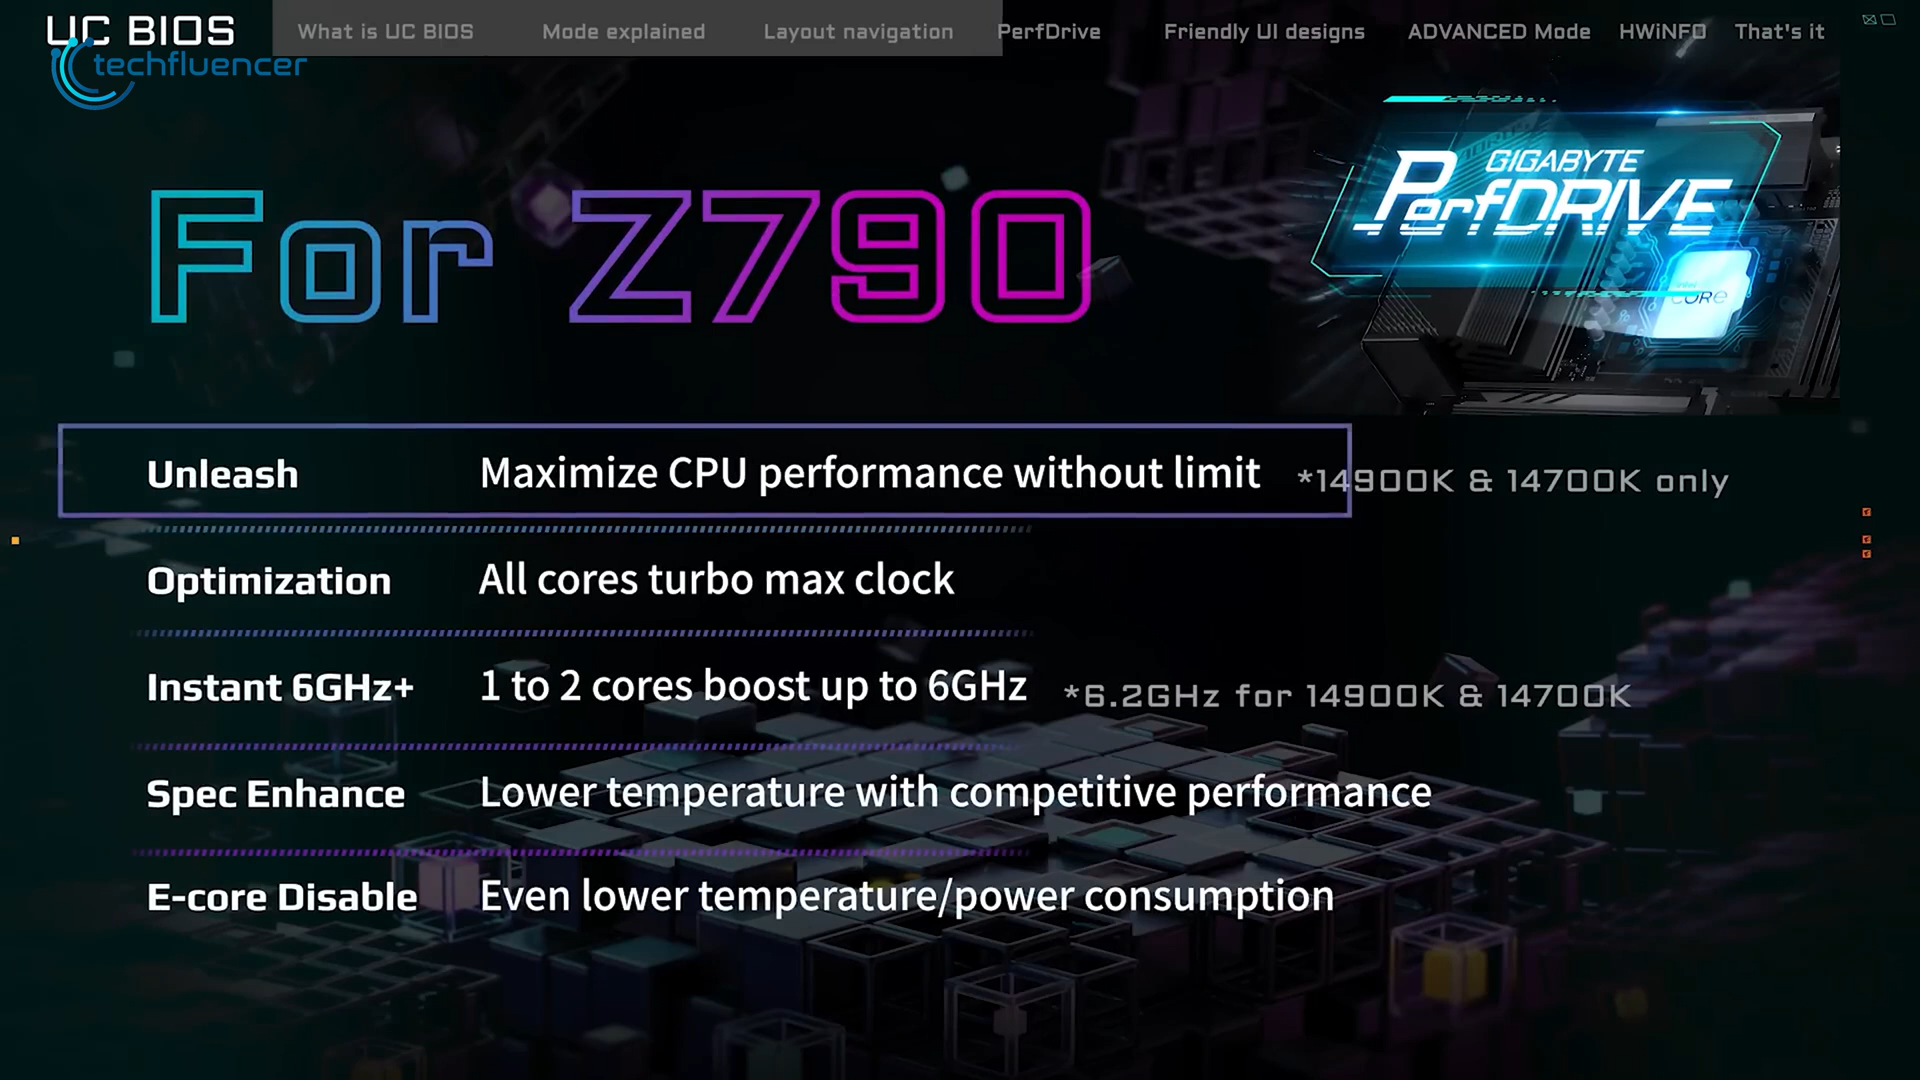 UC BIOS
What is UC BIOS
Mode explained
Layout navigation
PerfDrive
Friendly UI designs
ADVANCED Mode
HWiNFO
That's it
techfluencer
GIGABYTE
PerfDRIVE
CORe
For Z790
Unleash Maximize CPU performance without limit *14900K & 14700K only
Optimization All cores turbo max clock
Instant 6GHz+ 1 to 2 cores boost up to 6GHz *6.2GHz for 14900K & 14700K
Spec Enhance Lower temperature with competitive performance
E-core Disable Even lower temperature/power consumption